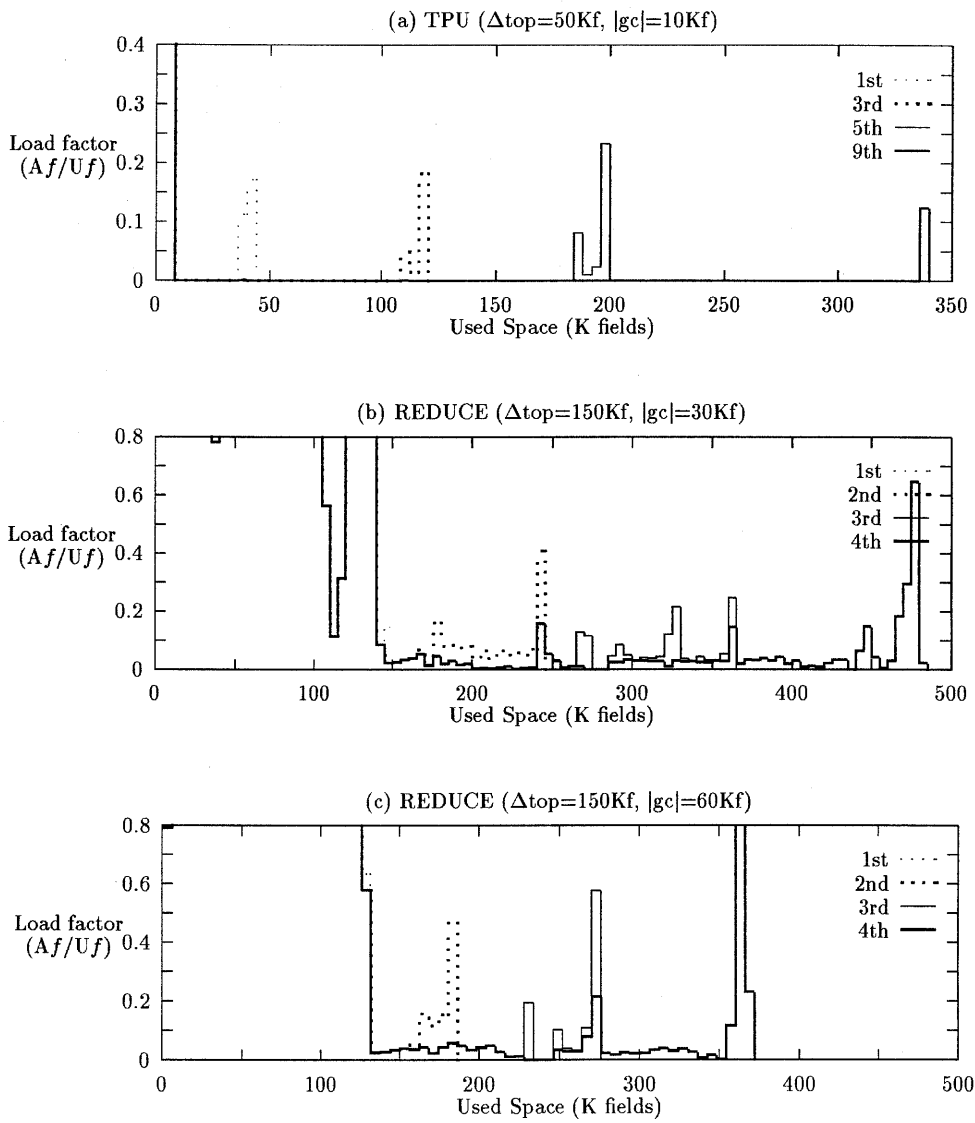 (a) TPU (Δtop=50Kf, |gc|=10Kf)
0.4
0.3
0.2
0.1
0
Load factor
(Af/Uf)
1st
3rd
5th
9th
0 50 100 150 200 250 300 350
Used Space (K fields)
(b) REDUCE (Δtop=150Kf, |gc|=30Kf)
0.8
0.6
0.4
0.2
0
Load factor
(Af/Uf)
1st
2nd
3rd
4th
0 100 200 300 400 500
Used Space (K fields)
(c) REDUCE (Δtop=150Kf, |gc|=60Kf)
0.8
0.6
0.4
0.2
0
Load factor
(Af/Uf)
1st
2nd
3rd
4th
0 100 200 300 400 500
Used Space (K fields)